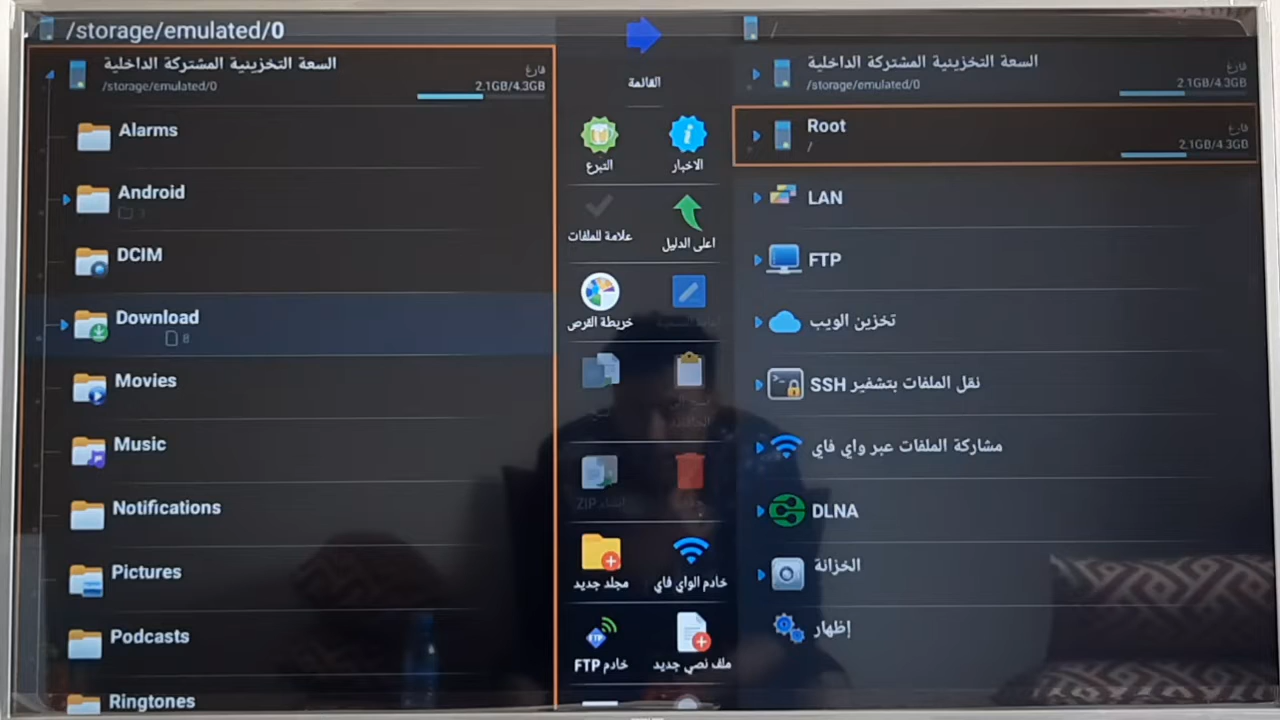 /storage/emulated/0
السعة التخزينية المشتركة الداخلية
فارغ
/storage/emulated/0
2.1GB/4.3GB
Alarms
Android
DCIM
Download
8
Movies
Music
Notifications
Pictures
Podcasts
Ringtones
القائمة
التبرع
الاخبار
علامة للملفات
اعلى الدليل
خريطة القرص
انشاء ZIP
مجلد جديد
خادم الواي فاي
خادم FTP
ملف نصي جديد
/
السعة التخزينية المشتركة الداخلية
فارغ
/storage/emulated/0
2.1GB/4.3GB
Root
فارغ
/
2.1GB/4.3GB
LAN
FTP
تخزين الويب
نقل الملفات بتشفير SSH
مشاركة الملفات عبر واي فاي
DLNA
الخزانة
إظهار